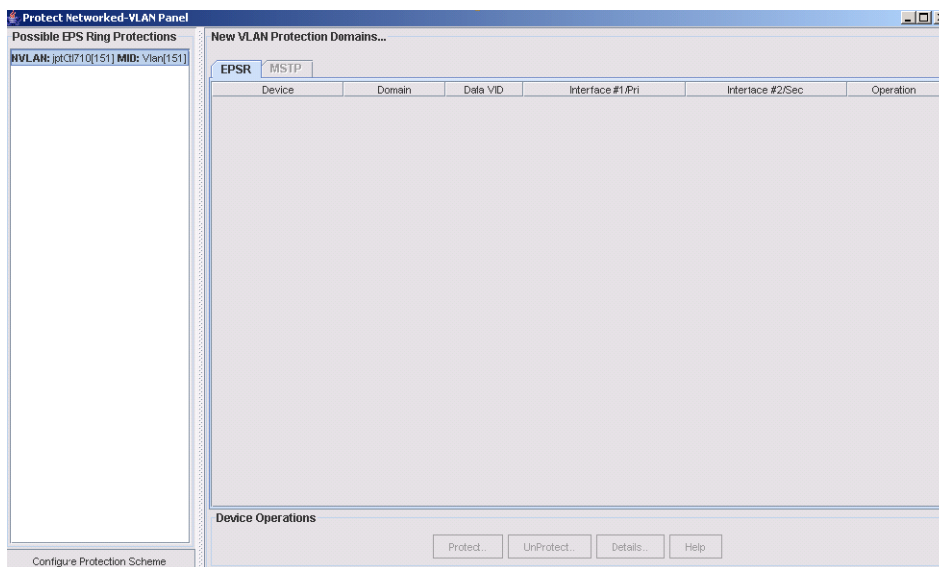 Protect Networked-VLAN Panel
Possible EPS Ring Protections
NVLAN: jptCtl710[151] MID: Vlan[151]
New VLAN Protection Domains...
EPSR MSTP
Device Domain Data VID Interface #1/Pri Interface #2/Sec Operation
Device Operations
Protect... UnProtect... Details... Help
Configure Protection Scheme